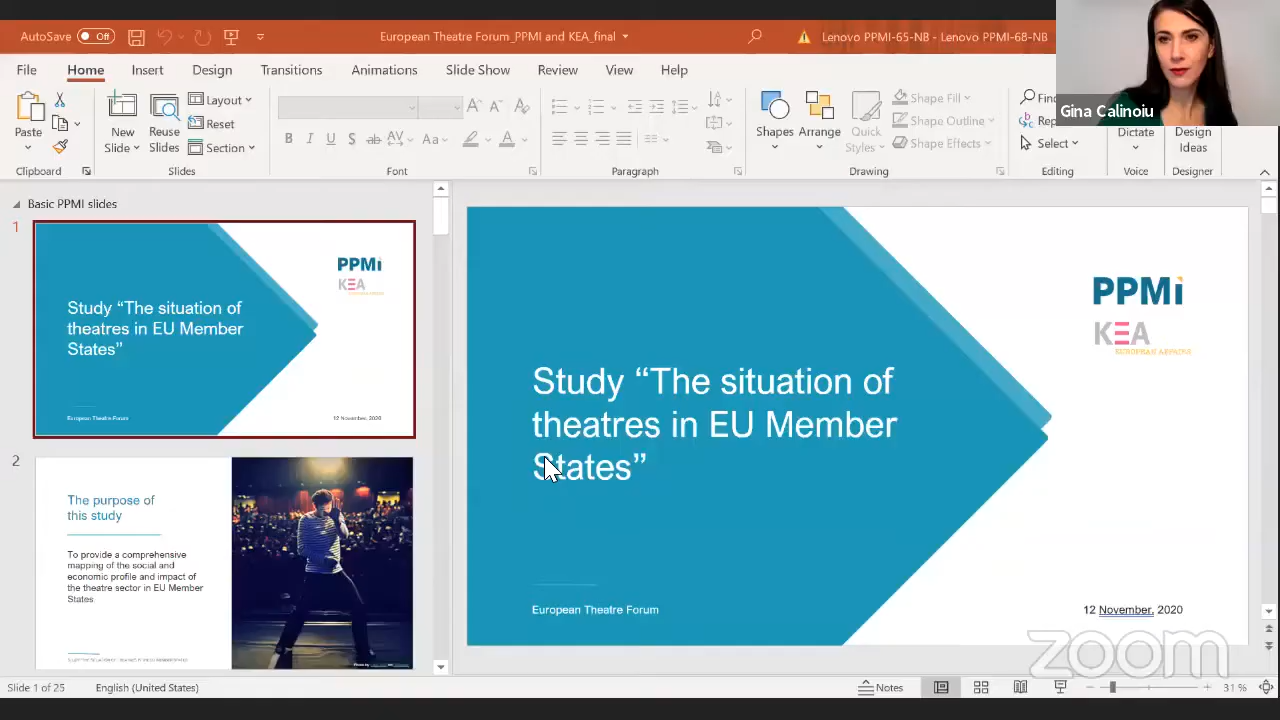 AutoSave Off
European Theatre Forum_PPMI and KEA_final
Lenovo PPMI-65-NB - Lenovo PPMI-68-NB
File Home Insert Design Transitions Animations Slide Show Review View Help
Gina Calinoiu
Paste
New Slide
Reuse Slides
Layout
Reset
Section
B I U S ab AV Aa A
Shapes
Arrange
Quick Styles
Shape Fill
Shape Outline
Shape Effects
Select
Dictate
Design Ideas
Clipboard Slides Font Paragraph Drawing Editing Voice Designer
Basic PPMI slides
1
PPMi
KEA
Study “The situation of
theatres in EU Member
States”
European Theatre Forum
12 November, 2020
2
The purpose of
this study
To provide a comprehensive
mapping of the social and
economic profile and impact of
the theatre sector in EU Member
States
PPMi
KEA
EUROPEAN AFFAIRS
Study “The situation of
theatres in EU Member
States”
European Theatre Forum
12 November, 2020
zoom
Slide 1 of 25 English (United States) Notes 31 %